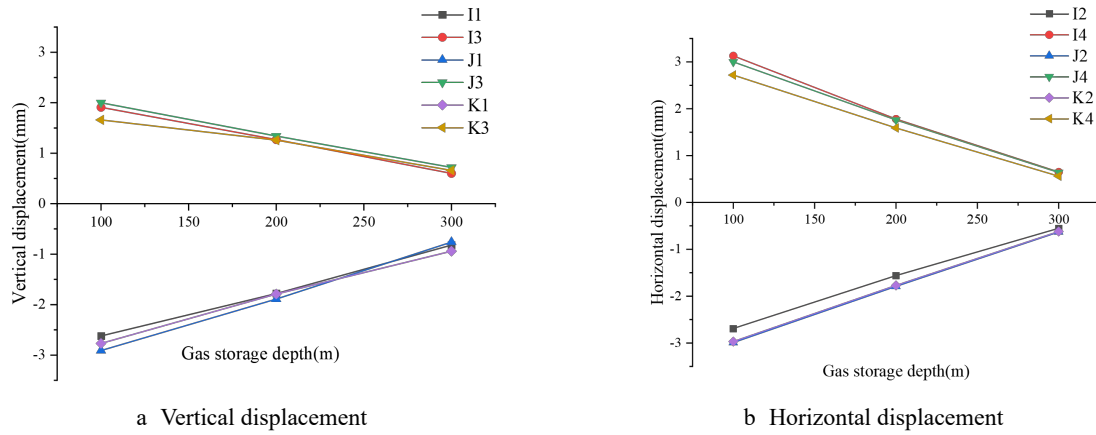 I1
I3
J1
J3
K1
K3
3
2
1
0
-1
-2
-3
100
150
200
250
300
Vertical displacement(mm)
Gas storage depth(m)
a Vertical displacement
I2
I4
J2
J4
K2
K4
3
2
1
0
-1
-2
-3
100
150
200
250
300
Horizontal displacement(mm)
Gas storage depth(m)
b Horizontal displacement